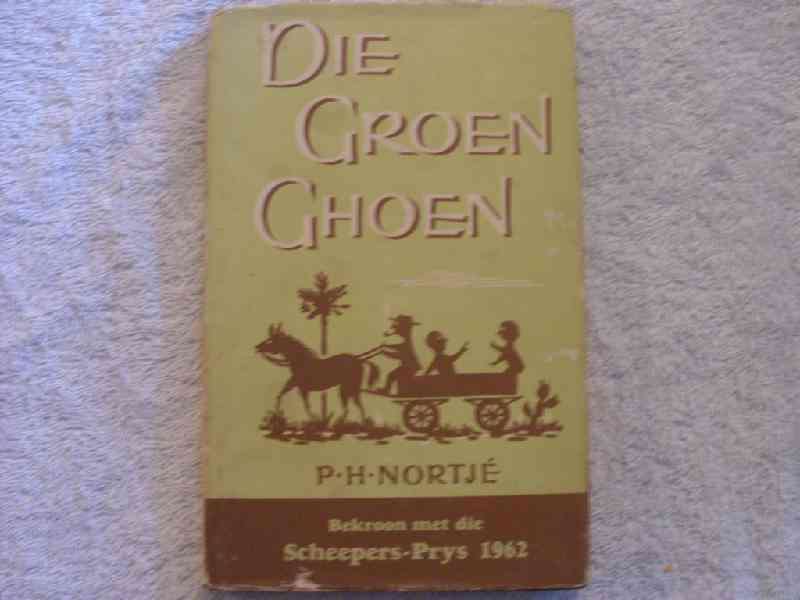 DIE
GROEN
GHOEN
P·H·NORTJÉ
Bekroon met die
Scheepers-Prys 1962